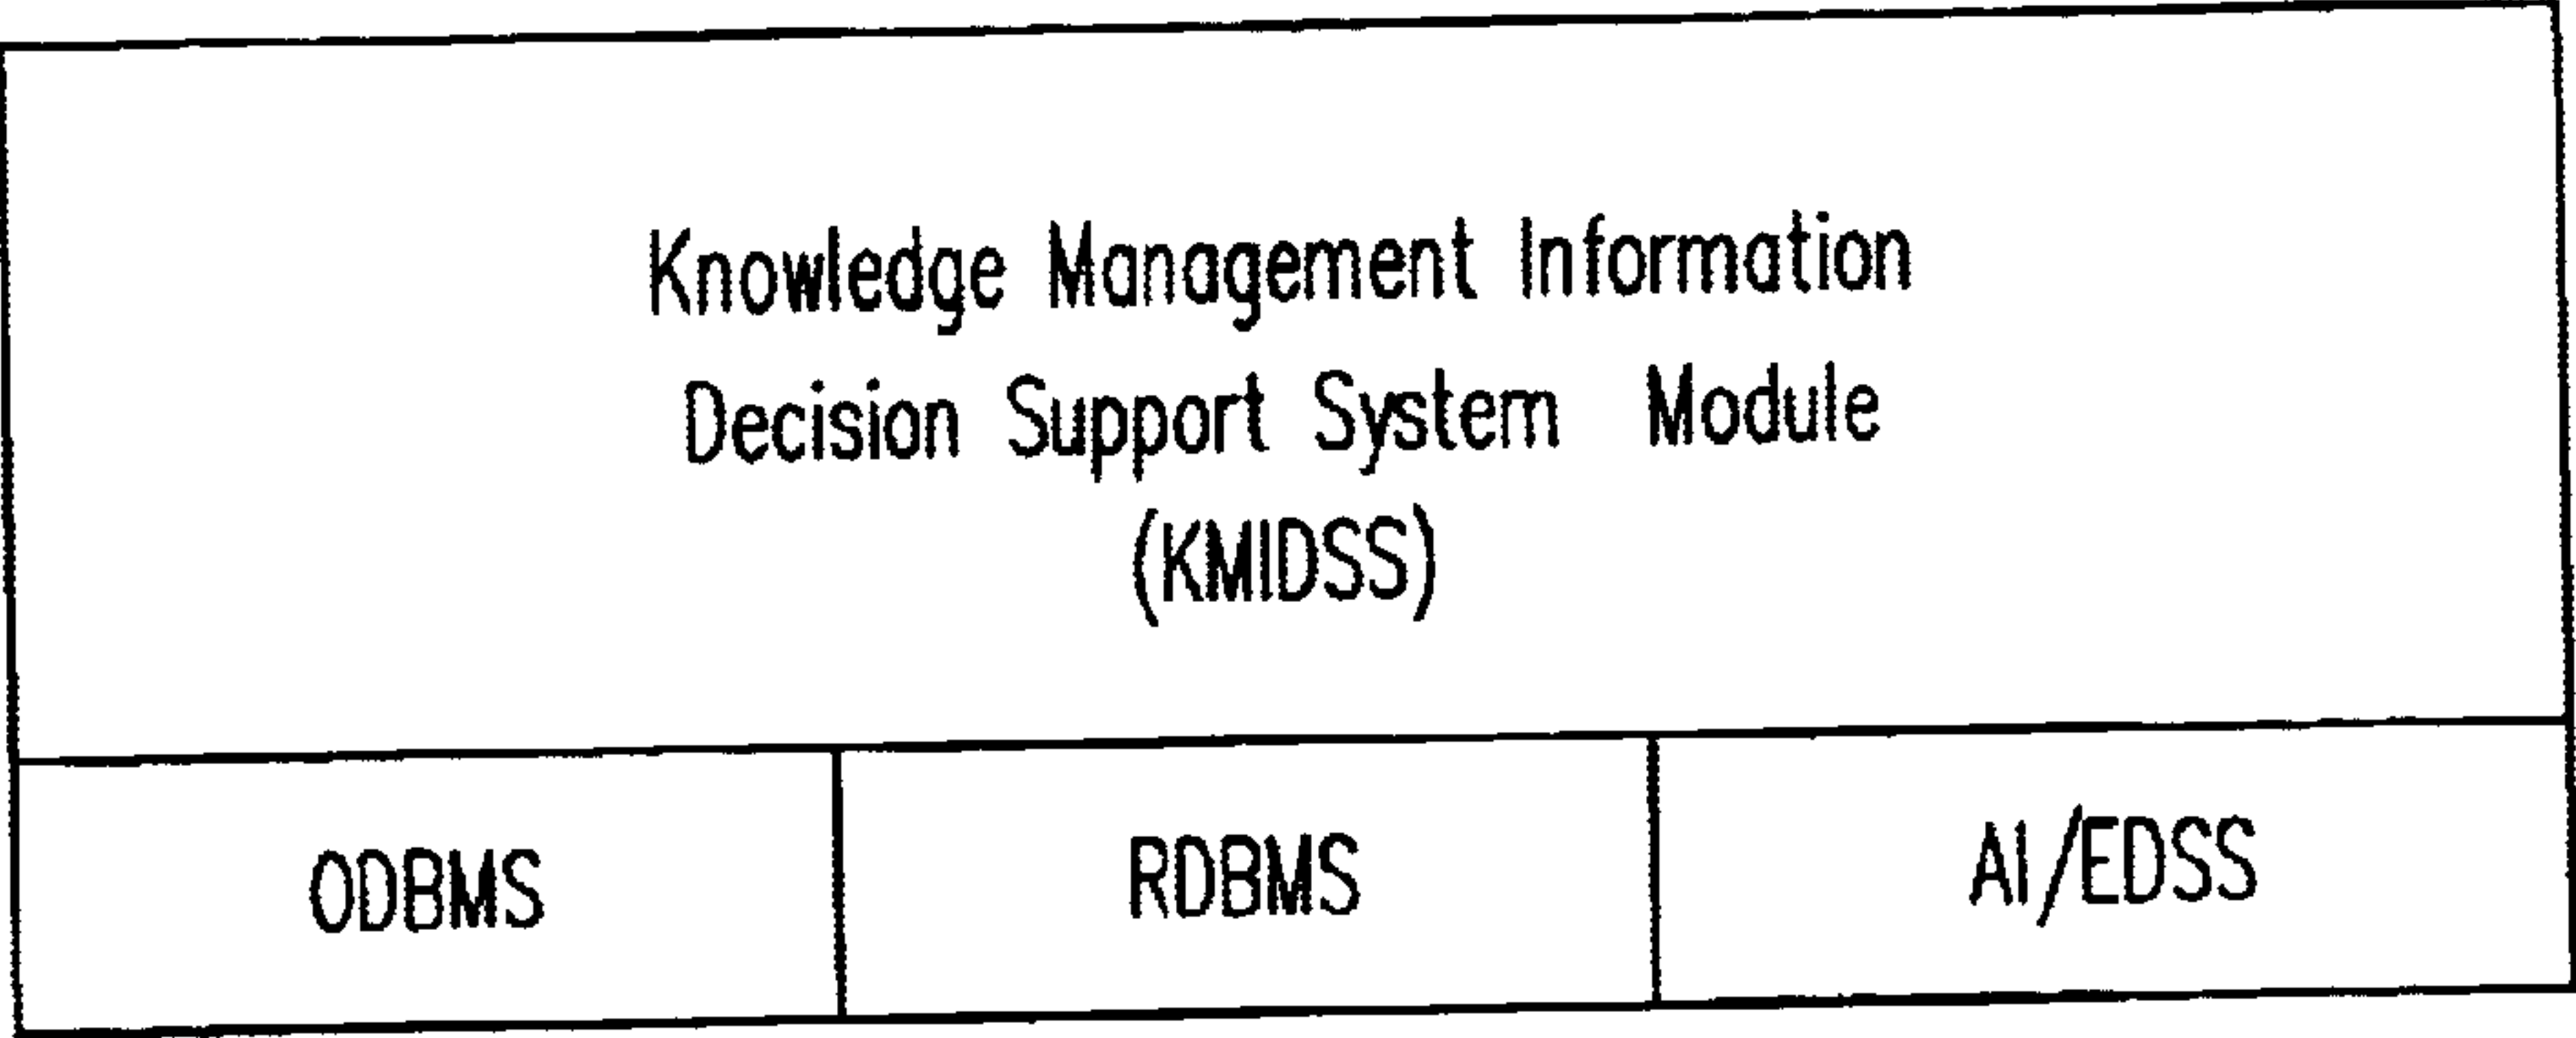 Knowledge Management Information
Decision Support System Module
(KMIDSS)
ODBMS
RDBMS
AI/EDSS